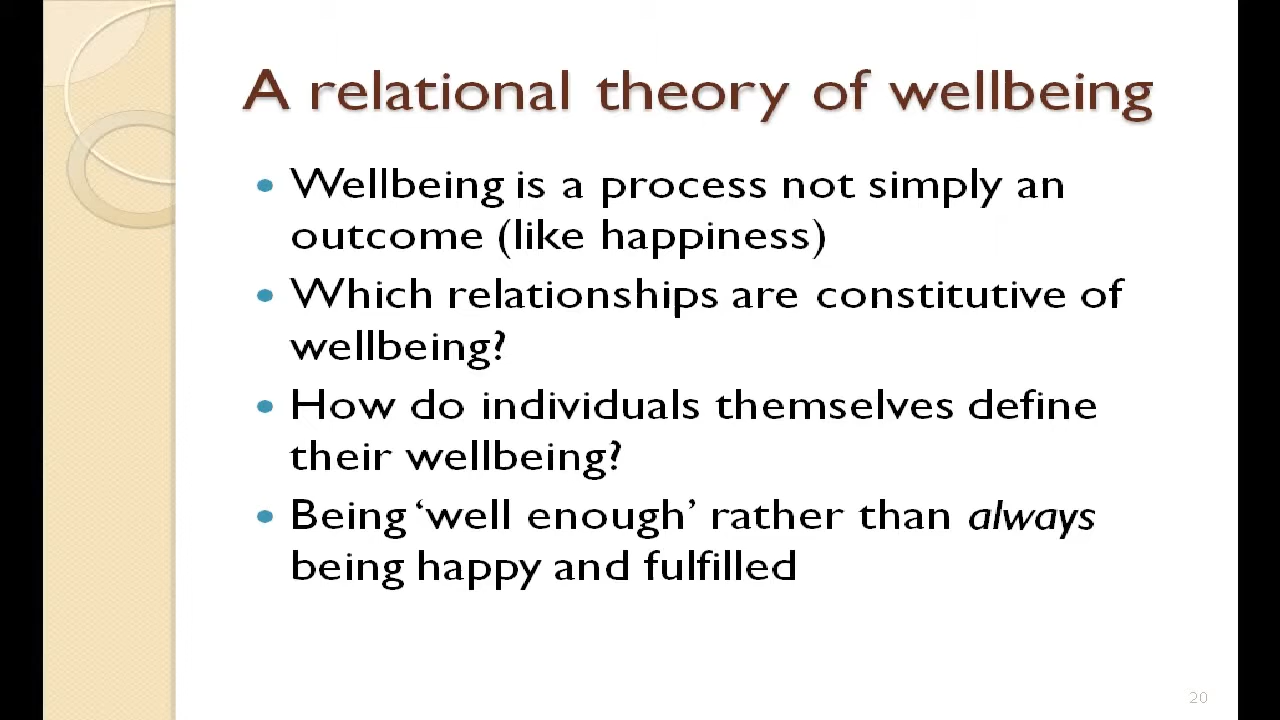 A relational theory of wellbeing
• Wellbeing is a process not simply an
outcome (like happiness)
• Which relationships are constitutive of
wellbeing?
• How do individuals themselves define
their wellbeing?
• Being ‘well enough’ rather than always
being happy and fulfilled
20